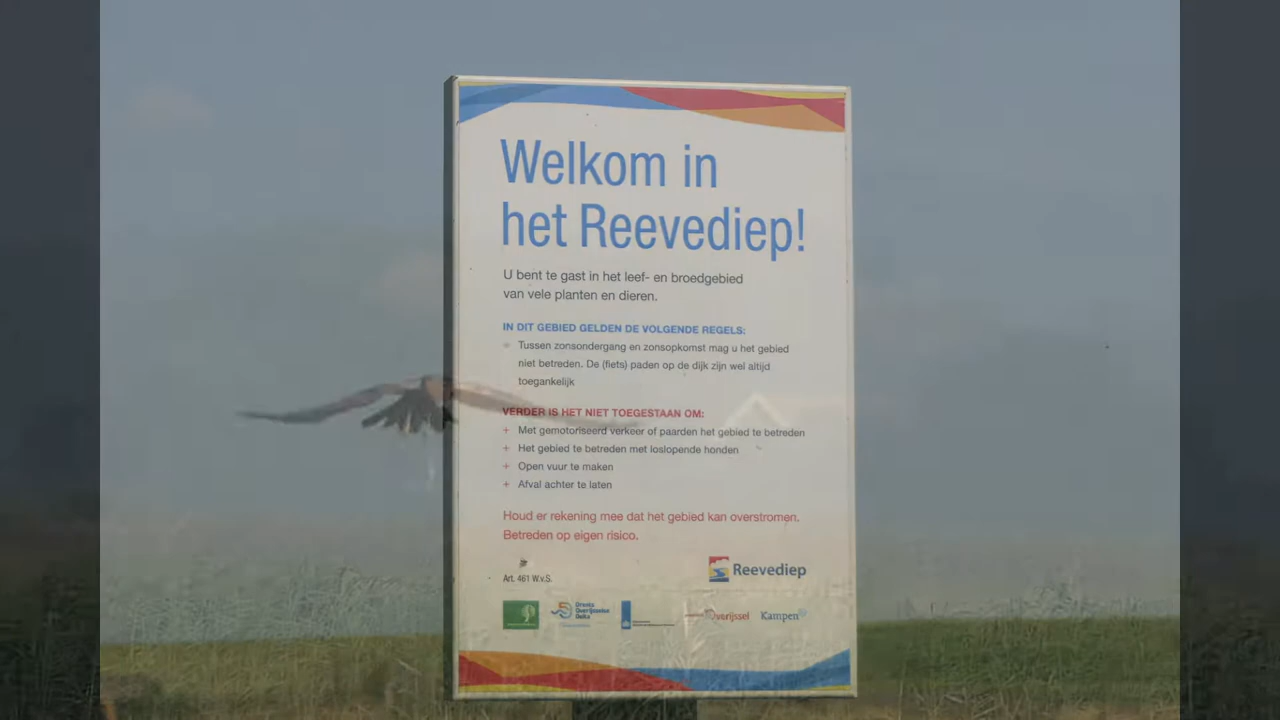 Welkom in
het Reevediep!
U bent te gast in het leef- en broedgebied
van vele planten en dieren.
IN DIT GEBIED GELDEN DE VOLGENDE REGELS:
+ Tussen zonsondergang en zonsopkomst mag u het gebied
niet betreden. De (fiets) paden op de dijk zijn wel altijd
toegankelijk
VERDER IS HET NIET TOEGESTAAN OM:
+ Met gemotoriseerd verkeer of paarden het gebied te betreden
+ Het gebied te betreden met loslopende honden
+ Open vuur te maken
+ Afval achter te laten
Houd er rekening mee dat het gebied kan overstromen.
Betreden op eigen risico.
Reevediep
Art. 461 W.v.S.
Drents
Overijsselse
Delta
Overijssel
Kampen